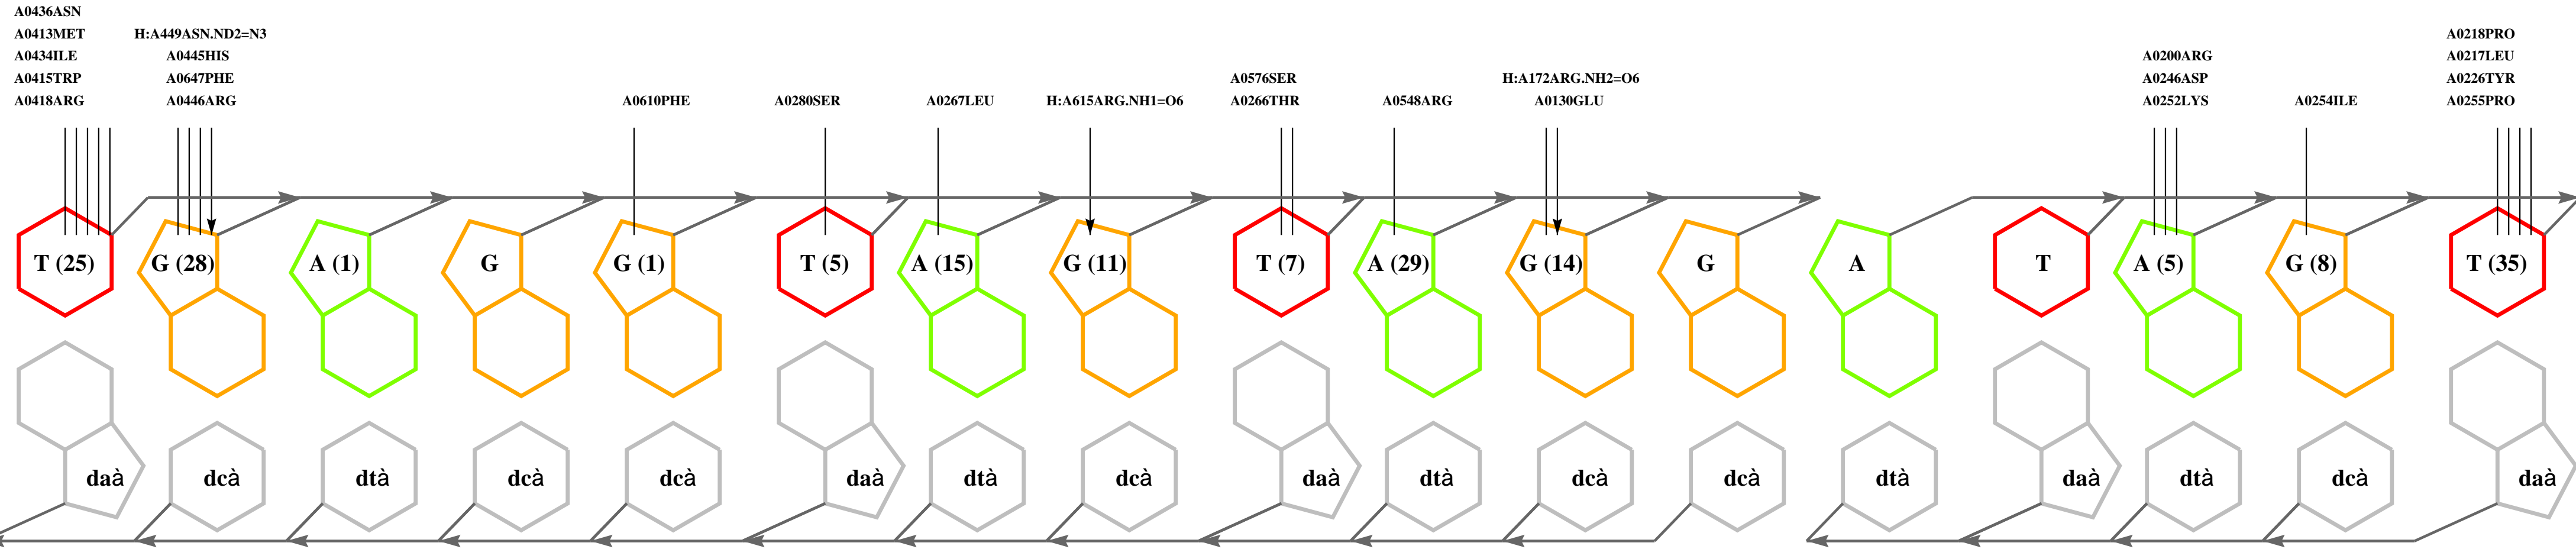 A0436ASN
A0413MET
A0434ILE
A0415TRP
A0418ARG
H:A449ASN.ND2=N3
A0445HIS
A0647PHE
A0446ARG
A0610PHE
A0280SER
A0267LEU
H:A615ARG.NH1=O6
A0576SER
A0266THR
A0548ARG
H:A172ARG.NH2=O6
A0130GLU
A0200ARG
A0246ASP
A0252LYS
A0254ILE
A0218PRO
A0217LEU
A0226TYR
A0255PRO
T (25)
G (28)
A (1)
G
G (1)
T (5)
A (15)
G (11)
T (7)
A (29)
G (14)
G
A
T
A (5)
G (8)
T (35)
daà
dcà
dtà
dcà
dcà
daà
dtà
dcà
daà
dtà
dcà
dcà
dtà
daà
dtà
dcà
daà